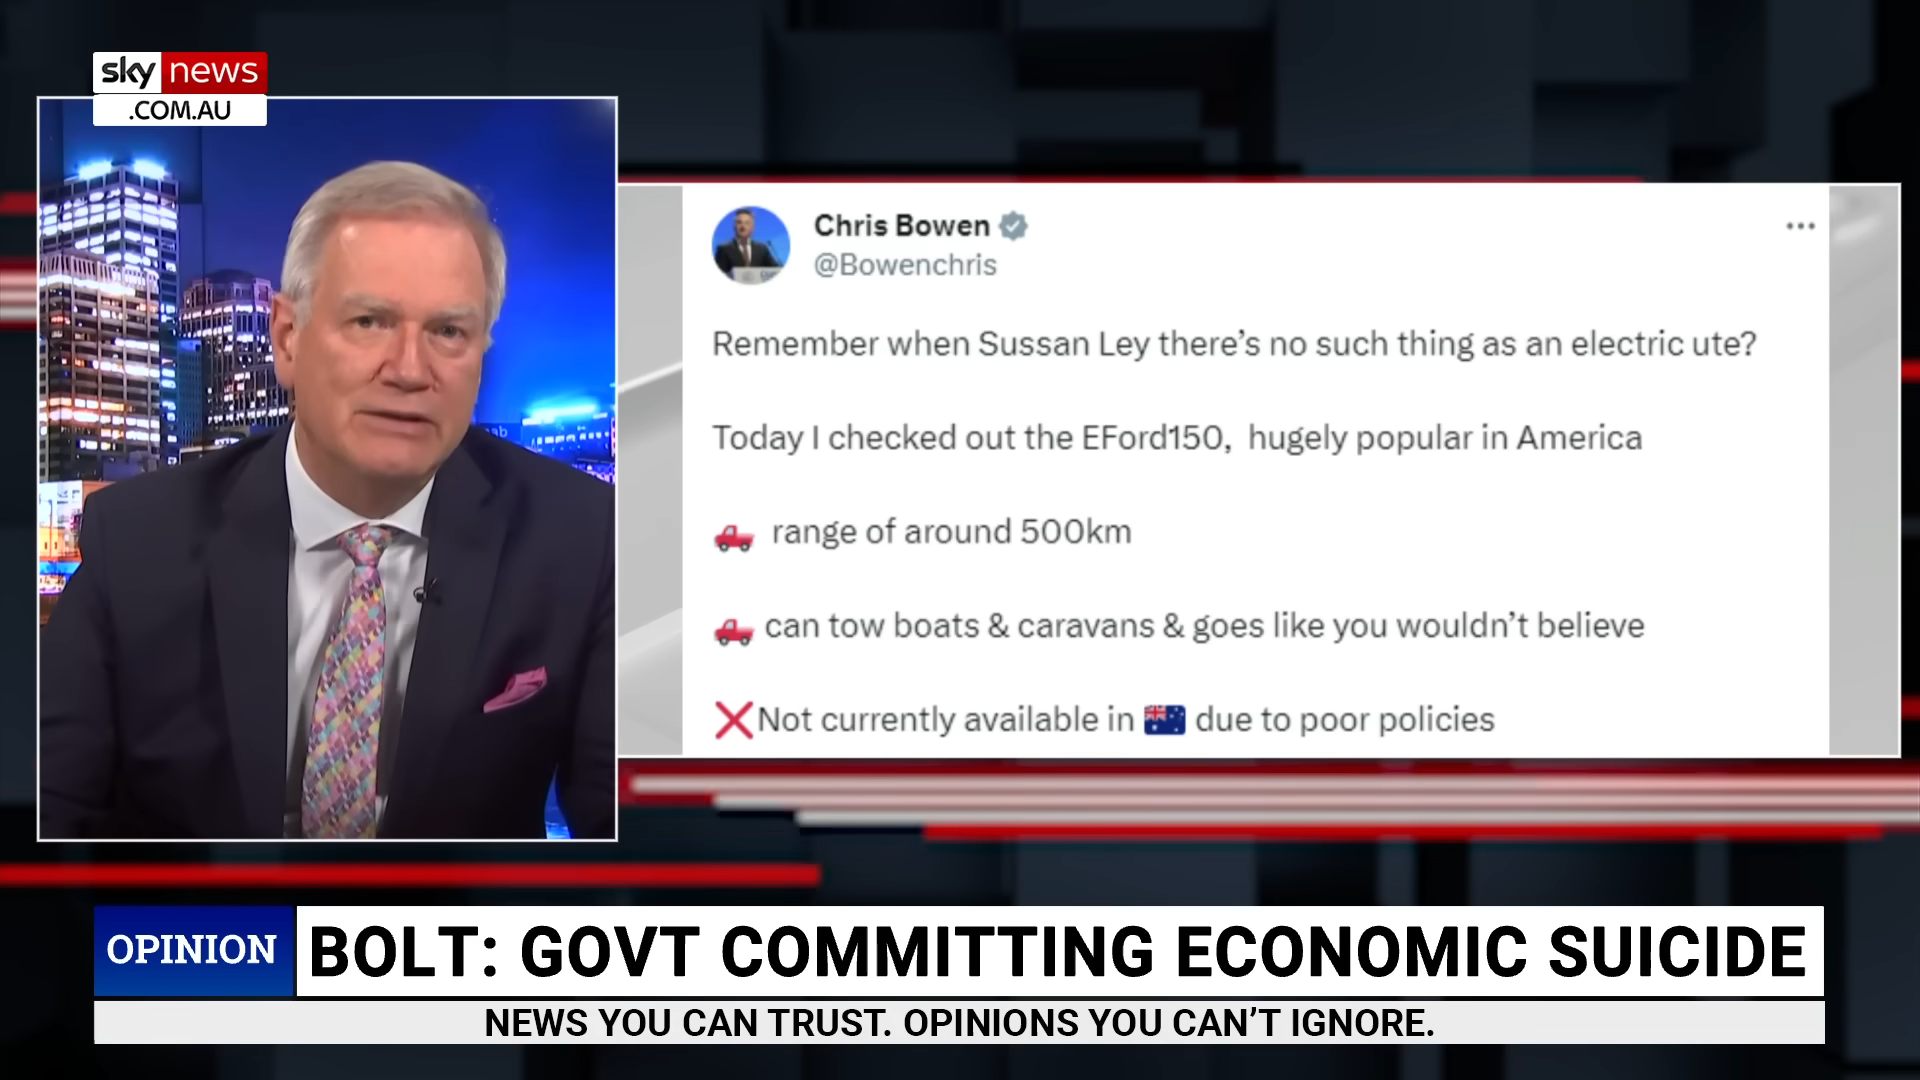 sky news
.COM.AU
Chris Bowen
@Bowenchris
Remember when Sussan Ley there's no such thing as an electric ute?
Today I checked out the EFord150, hugely popular in America
range of around 500km
can tow boats & caravans & goes like you wouldn't believe
❌Not currently available in 🇦🇺 due to poor policies
OPINION
BOLT: GOVT COMMITTING ECONOMIC SUICIDE
NEWS YOU CAN TRUST. OPINIONS YOU CAN'T IGNORE.